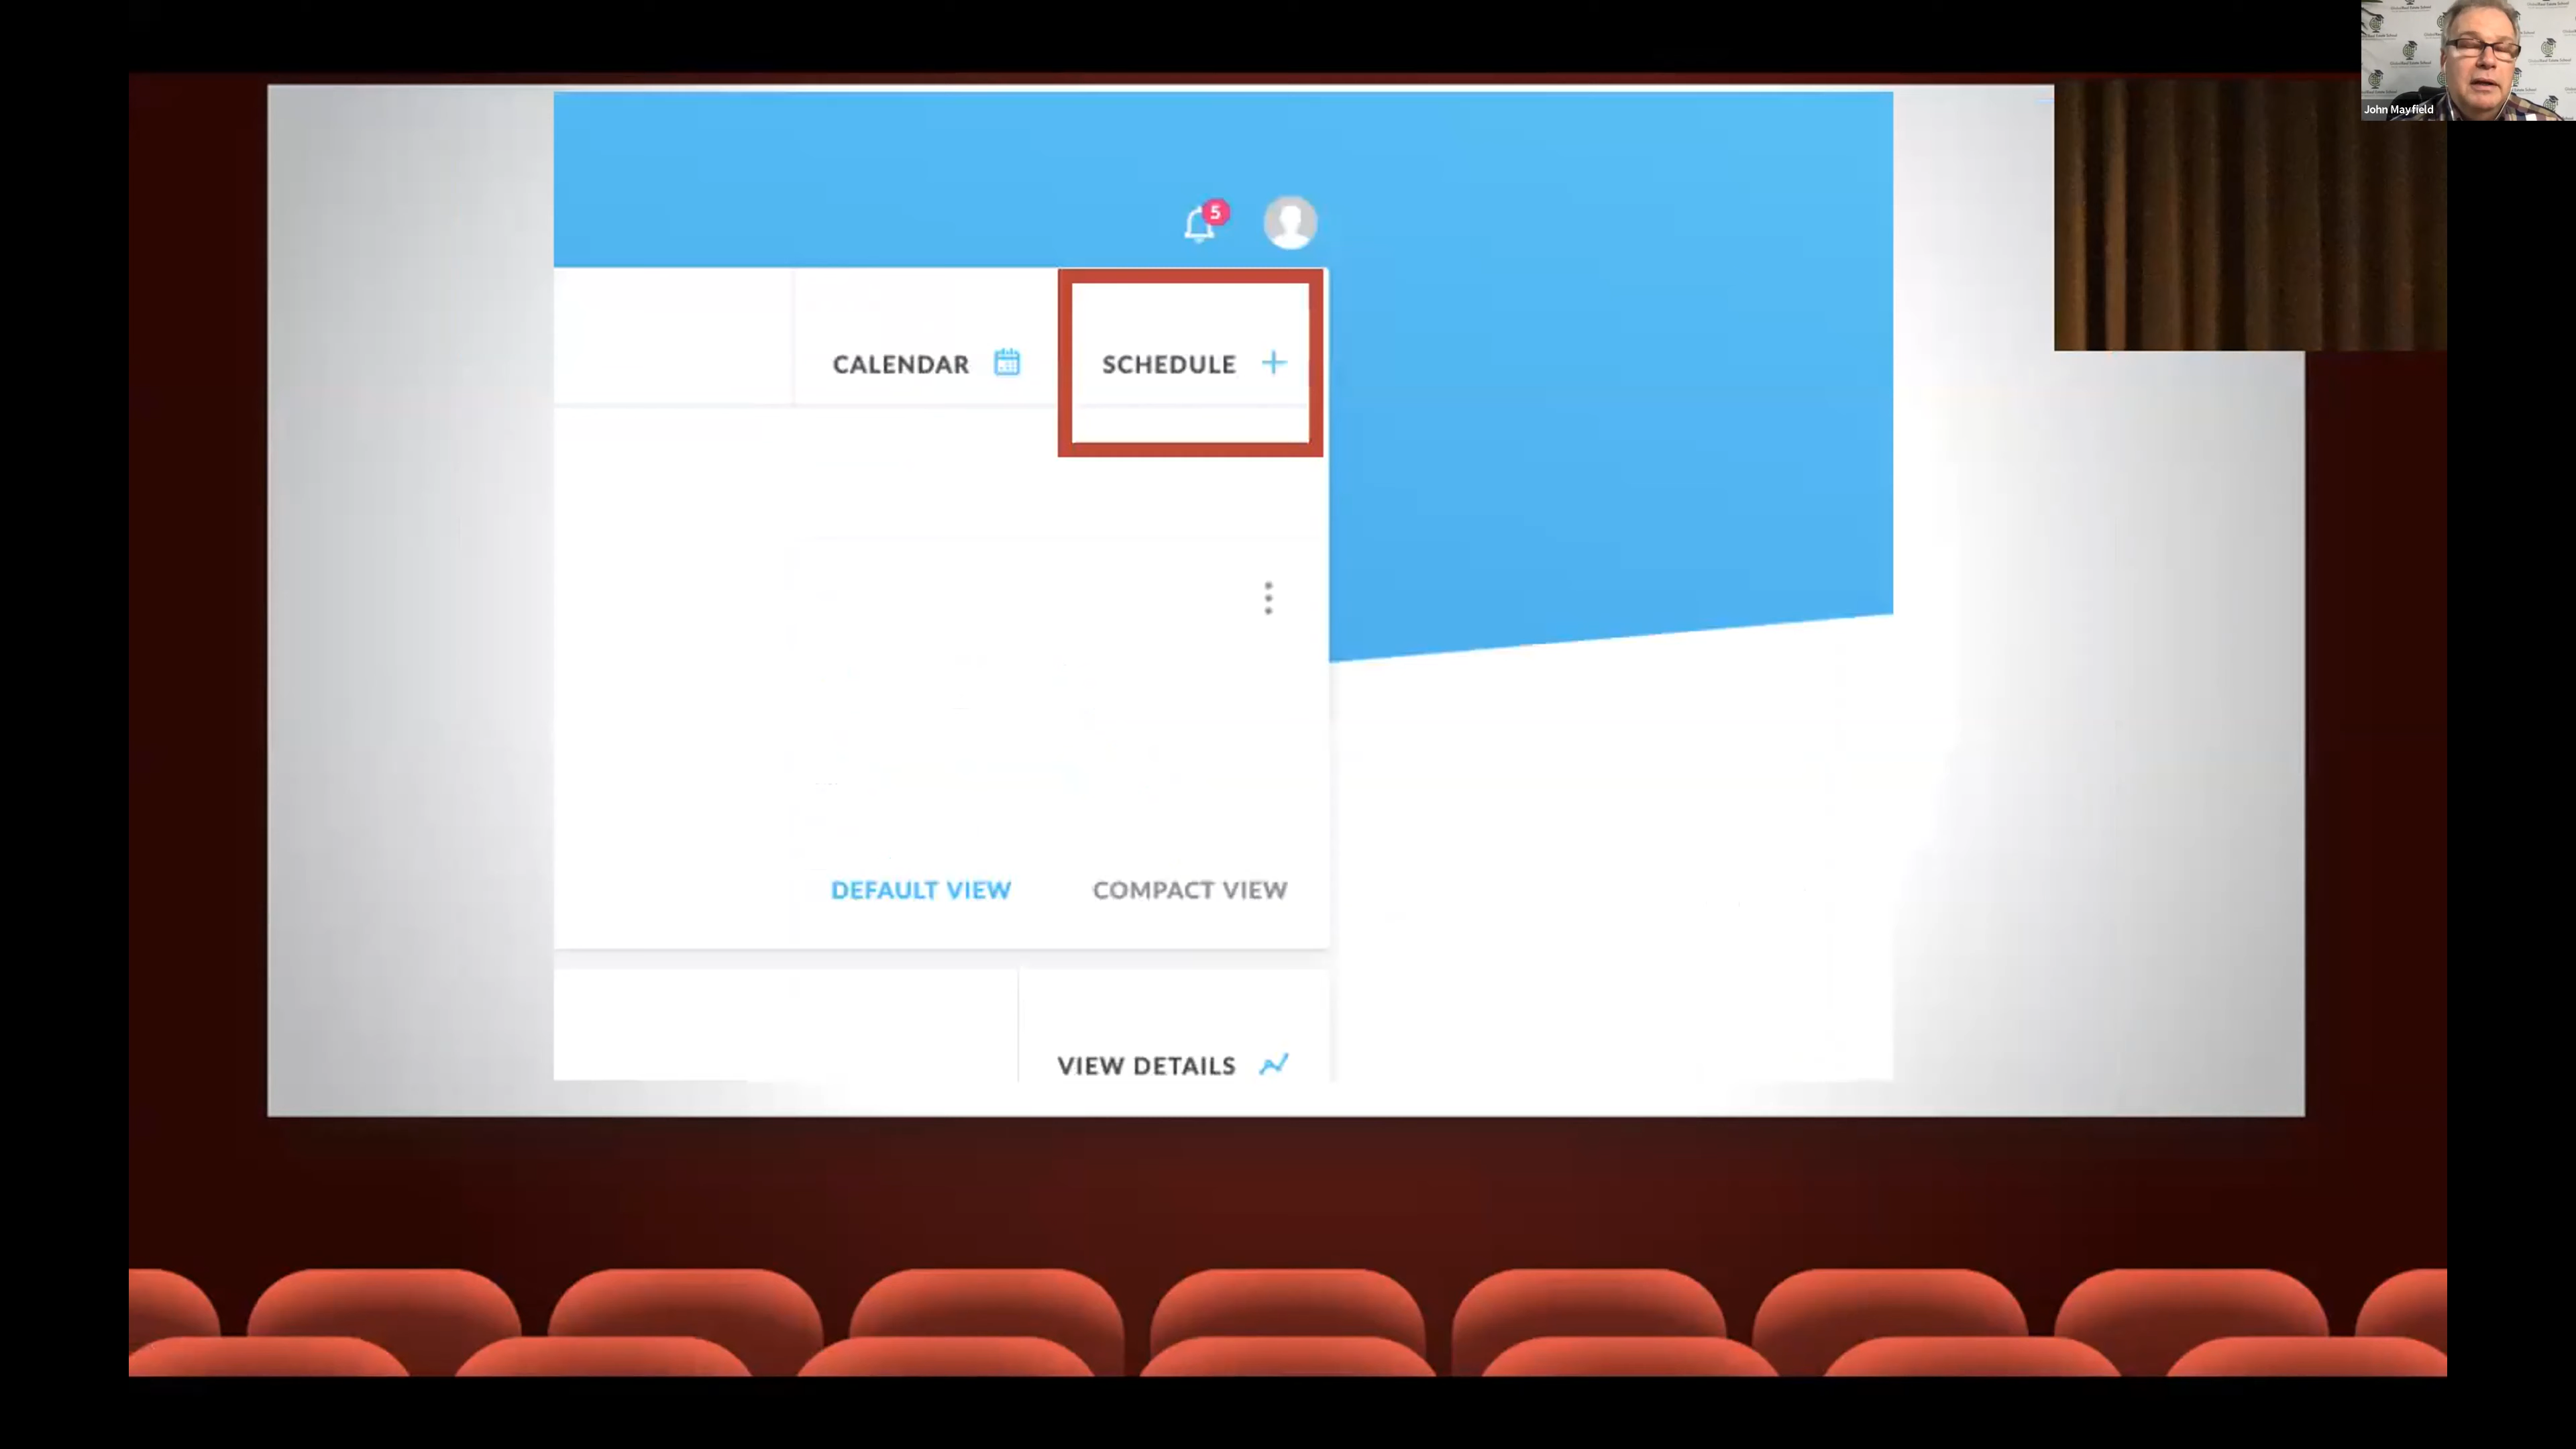 John Mayfield
5
CALENDAR
SCHEDULE +
DEFAULT VIEW
COMPACT VIEW
VIEW DETAILS